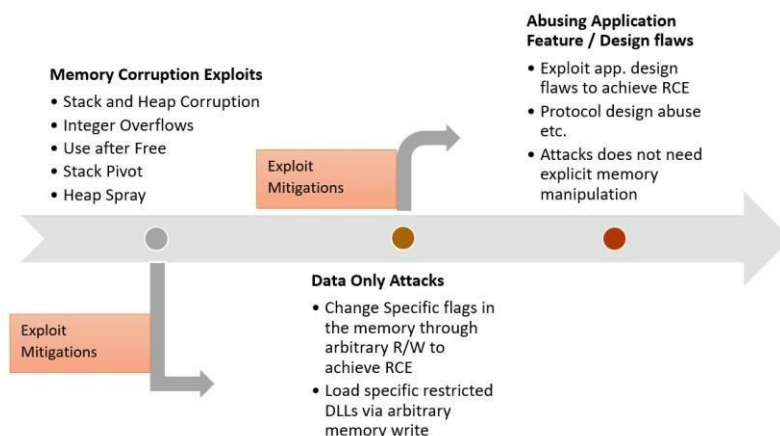 Memory Corruption Exploits
• Stack and Heap Corruption
• Integer Overflows
• Use after Free
• Stack Pivot
• Heap Spray
Exploit
Mitigations
Exploit
Mitigations
Data Only Attacks
• Change Specific flags in
the memory through
arbitrary R/W to
achieve RCE
• Load specific restricted
DLLs via arbitrary
memory write
Abusing Application
Feature / Design flaws
• Exploit app. design
flaws to achieve RCE
• Protocol design abuse
etc.
• Attacks does not need
explicit memory
manipulation